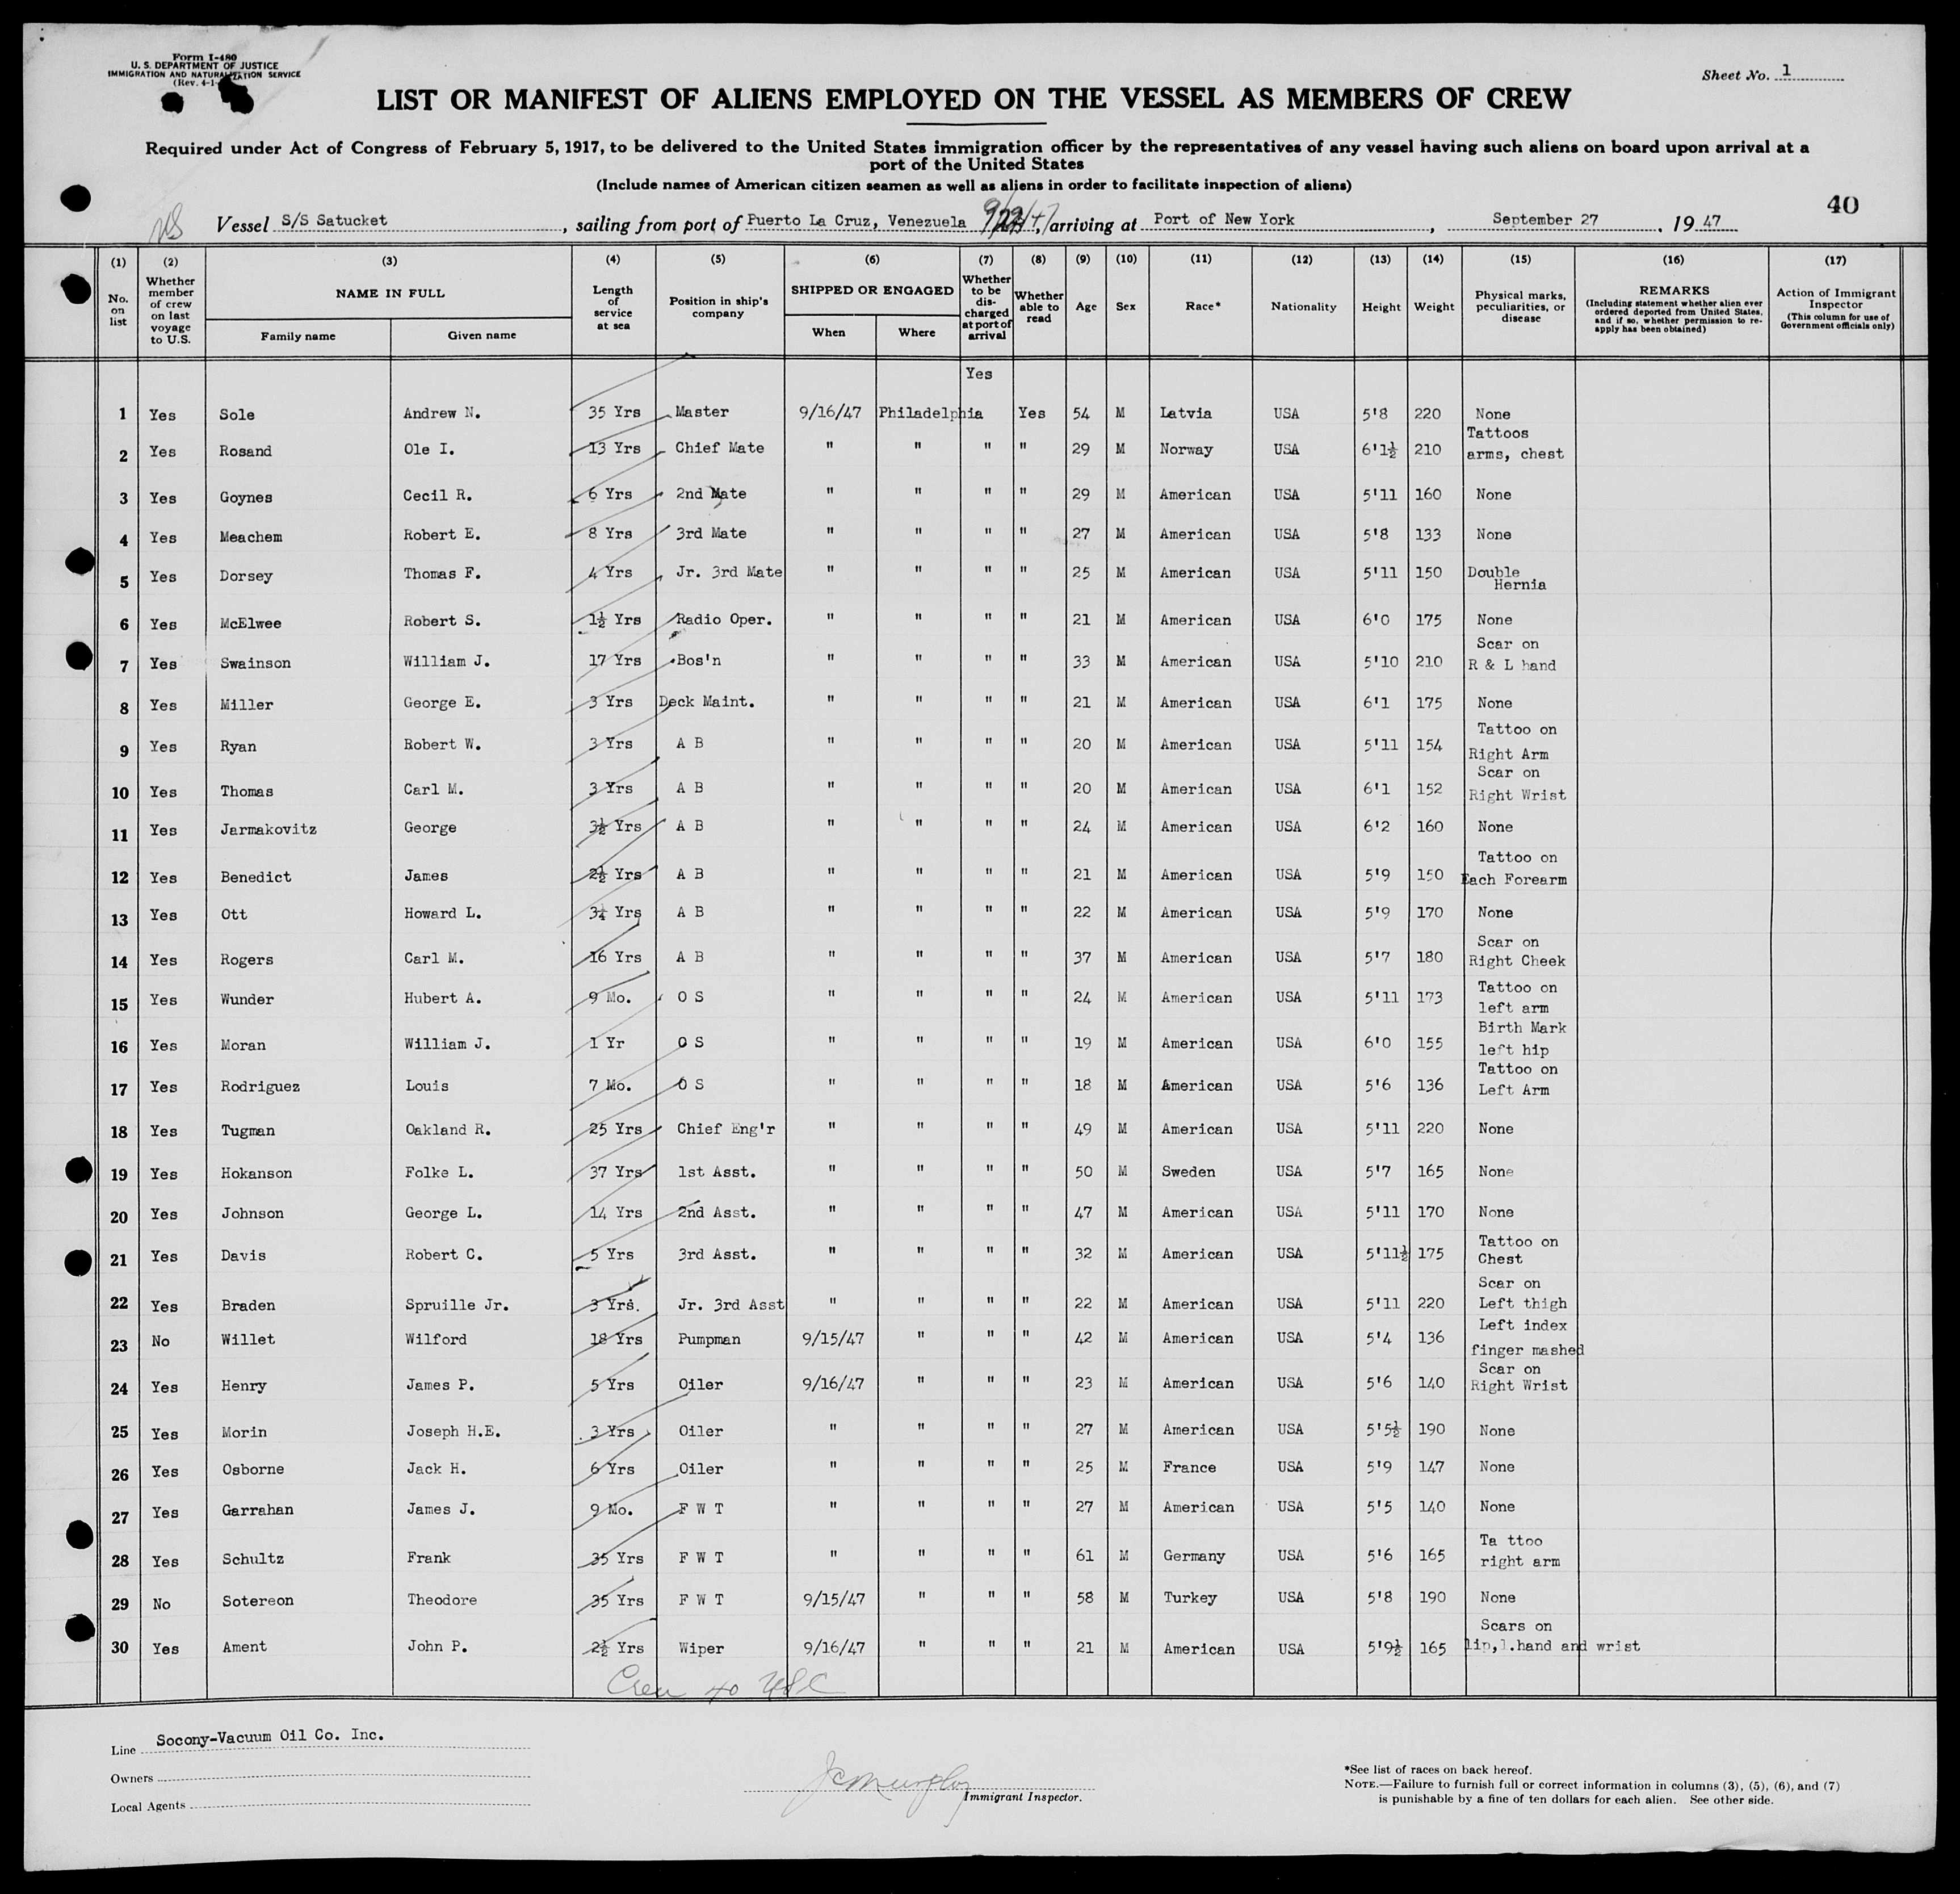 Form I-480
U. S. DEPARTMENT OF JUSTICE
IMMIGRATION AND NATURALIZATION SERVICE
(Rev. 4-1-
Sheet No. 1
LIST OR MANIFEST OF ALIENS EMPLOYED ON THE VESSEL AS MEMBERS OF CREW
Required under Act of Congress of February 5, 1917, to be delivered to the United States immigration officer by the representatives of any vessel having such aliens on board upon arrival at a
port of the United States
(Include names of American citizen seamen as well as aliens in order to facilitate inspection of aliens)
40
Vessel S/S Satucket, sailing from port of Puerto La Cruz, Venezuela, arriving at Port of New York, September 27, 1947
(1) (2) (3) (4) (5) (6) (7) (8) (9) (10) (11) (12) (13) (14) (15) (16) (17)
No. on list
Whether member of crew on last voyage to U.S.
NAME IN FULL
Family name
Given name
Length of service at sea
Position in ship's company
SHIPPED OR ENGAGED
When
Where
Whether to be discharged at port of arrival
Whether able to read
Age
Sex
Race*
Nationality
Height
Weight
Physical marks, peculiarities, or disease
REMARKS
(Including statement whether alien ever ordered deported from United States, and if so, whether permission to re-apply has been obtained)
Action of Immigrant Inspector
(This column for use of Government officials only)
Yes
1 Yes Sole Andrew N. 35 Yrs Master 9/16/47 Philadelphia Yes 54 M Latvia USA 5'8 220 None
2 Yes Rosand Ole I. 13 Yrs Chief Mate " " " " 29 M Norway USA 6'1½ 210 Tattoos arms, chest
3 Yes Goynes Cecil R. 6 Yrs 2nd Mate " " " " 29 M American USA 5'11 160 None
4 Yes Meachem Robert E. 8 Yrs 3rd Mate " " " " 27 M American USA 5'8 133 None
5 Yes Dorsey Thomas F. 4 Yrs Jr. 3rd Mate " " " " 25 M American USA 5'11 150 Double Hernia
6 Yes McElwee Robert S. 1½ Yrs Radio Oper. " " " " 21 M American USA 6'0 175 None
7 Yes Swainson William J. 17 Yrs Bos'n " " " " 33 M American USA 5'10 210 Scar on R & L hand
8 Yes Miller George E. 3 Yrs Deck Maint. " " " " 21 M American USA 6'1 175 None
9 Yes Ryan Robert W. 3 Yrs A B " " " " 20 M American USA 5'11 154 Tattoo on Right Arm
10 Yes Thomas Carl M. 3 Yrs A B " " " " 20 M American USA 6'1 152 Scar on Right Wrist
11 Yes Jarmakovitz George 3½ Yrs A B " " " " 24 M American USA 6'2 160 None
12 Yes Benedict James 2½ Yrs A B " " " " 21 M American USA 5'9 150 Tattoo on Each Forearm
13 Yes Ott Howard L. 3¼ Yrs A B " " " " 22 M American USA 5'9 170 None
14 Yes Rogers Carl M. 16 Yrs A B " " " " 37 M American USA 5'7 180 Scar on Right Cheek
15 Yes Wunder Hubert A. 9 Mo. O S " " " " 24 M American USA 5'11 173 Tattoo on left arm
16 Yes Moran William J. 1 Yr O S " " " " 19 M American USA 6'0 155 Birth Mark left hip
17 Yes Rodriguez Louis 7 Mo. O S " " " " 18 M American USA 5'6 136 Tattoo on Left Arm
18 Yes Tugman Oakland R. 25 Yrs Chief Eng'r " " " " 49 M American USA 5'11 220 None
19 Yes Hokanson Folke L. 37 Yrs 1st Asst. " " " " 50 M Sweden USA 5'7 165 None
20 Yes Johnson George L. 14 Yrs 2nd Asst. " " " " 47 M American USA 5'11 170 None
21 Yes Davis Robert C. 5 Yrs 3rd Asst. " " " " 32 M American USA 5'11½ 175 Tattoo on Chest
22 Yes Braden Spruille Jr. 3 Yrs. Jr. 3rd Asst " " " " 22 M American USA 5'11 220 Scar on Left thigh
23 No Willet Wilford 18 Yrs Pumpman 9/15/47 " " " 42 M American USA 5'4 136 Left index finger mashed
24 Yes Henry James P. 5 Yrs Oiler 9/16/47 " " " 23 M American USA 5'6 140 Scar on Right Wrist
25 Yes Morin Joseph H.E. 3 Yrs Oiler " " " " 27 M American USA 5'5½ 190 None
26 Yes Osborne Jack H. 6 Yrs Oiler " " " " 25 M France USA 5'9 147 None
27 Yes Garrahan James J. 9 Mo. F W T " " " " 27 M American USA 5'5 140 None
28 Yes Schultz Frank 35 Yrs F W T " " " " 61 M Germany USA 5'6 165 Ta ttoo right arm
29 No Sotereon Theodore 35 Yrs F W T 9/15/47 " " " 58 M Turkey USA 5'8 190 None
30 Yes Ament John P. 2½ Yrs Wiper 9/16/47 " " " 21 M American USA 5'9½ 165 Scars on lip,l.hand and wrist
Crew 40 USC
Line Socony-Vacuum Oil Co. Inc.
Owners
Local Agents
Immigrant Inspector.
*See list of races on back hereof.
NOTE.—Failure to furnish full or correct information in columns (3), (5), (6), and (7)
is punishable by a fine of ten dollars for each alien. See other side.